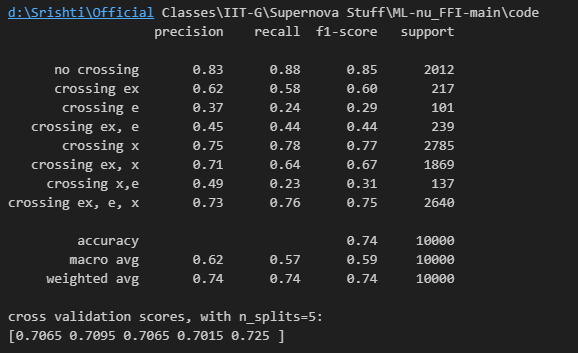 d:\Srishti\Official Classes\IIT-G\Supernova Stuff\ML-nu_FFI-main\code
precision recall f1-score support
no crossing 0.83 0.88 0.85 2012
crossing ex 0.62 0.58 0.60 217
crossing e 0.37 0.24 0.29 101
crossing ex, e 0.45 0.44 0.44 239
crossing x 0.75 0.78 0.77 2785
crossing ex, x 0.71 0.64 0.67 1869
crossing x,e 0.49 0.23 0.31 137
crossing ex, e, x 0.73 0.76 0.75 2640
accuracy 0.74 10000
macro avg 0.62 0.57 0.59 10000
weighted avg 0.74 0.74 0.74 10000
cross validation scores, with n_splits=5:
[0.7065 0.7095 0.7065 0.7015 0.725 ]